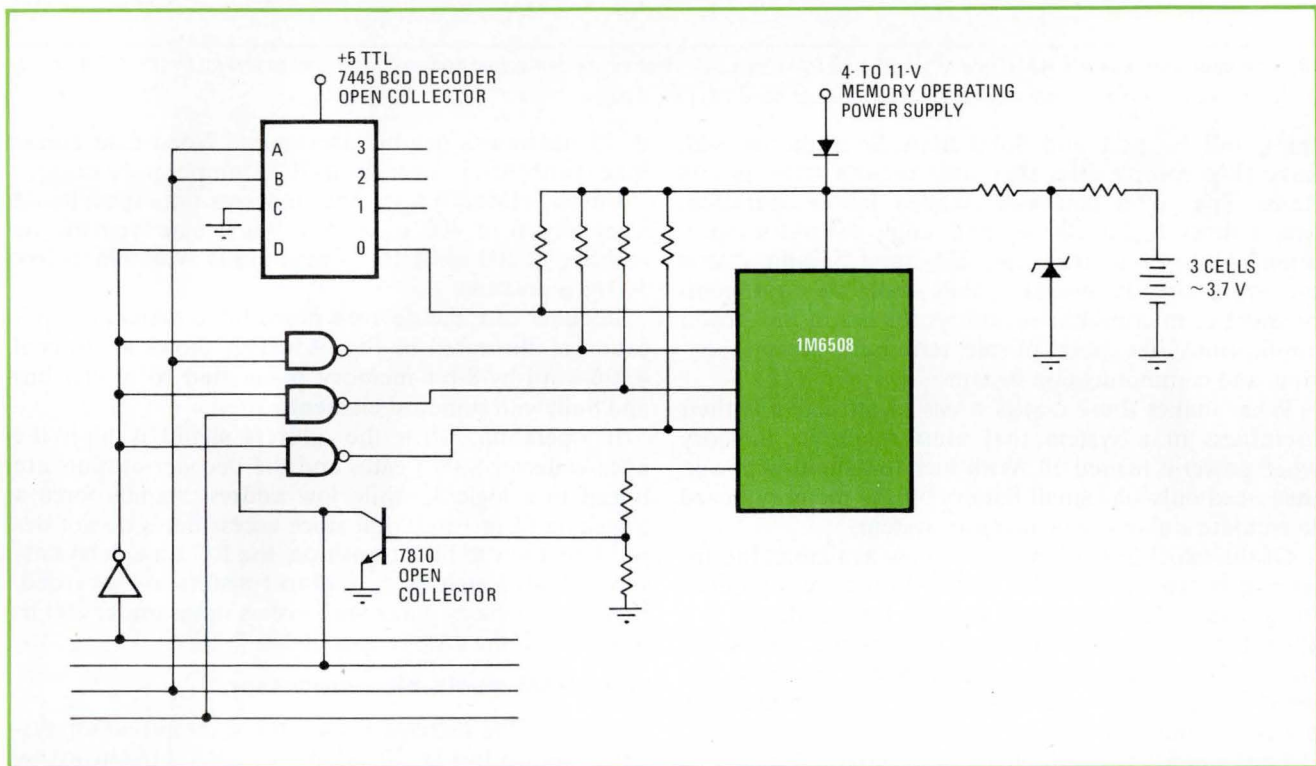 +5 TTL
7445 BCD DECODER
OPEN COLLECTOR
A
B
C
D
3
2
1
0
4- TO 11-V
MEMORY OPERATING
POWER SUPPLY
3 CELLS
~3.7 V
1M6508
7810
OPEN
COLLECTOR